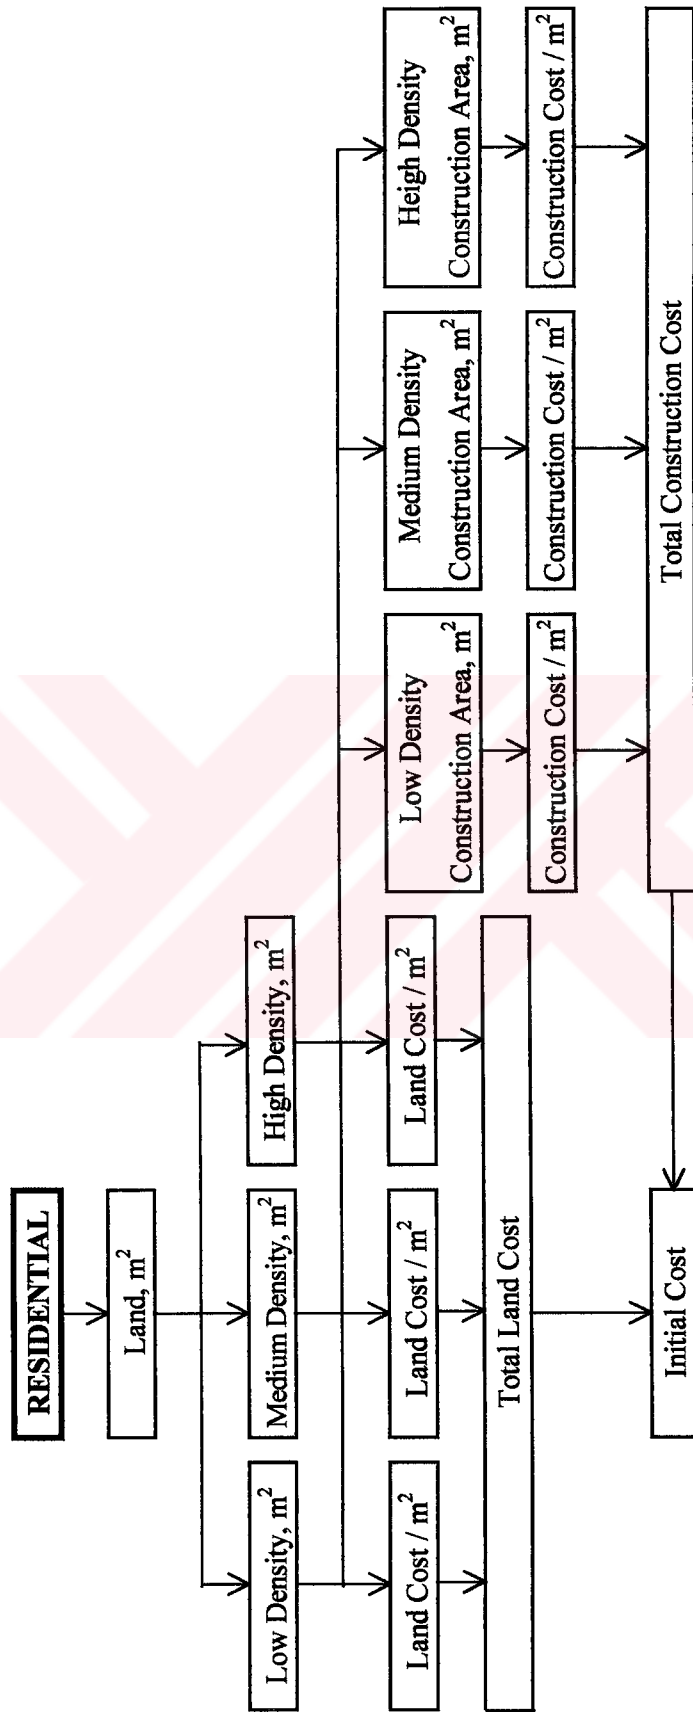 RESIDENTIAL
Land, m²
Low Density, m²
Medium Density, m²
High Density, m²
Land Cost / m²
Land Cost / m²
Land Cost / m²
Total Land Cost
Low Density
Construction Area, m²
Medium Density
Construction Area, m²
Heigh Density
Construction Area, m²
Construction Cost / m²
Construction Cost / m²
Construction Cost / m²
Total Construction Cost
Initial Cost